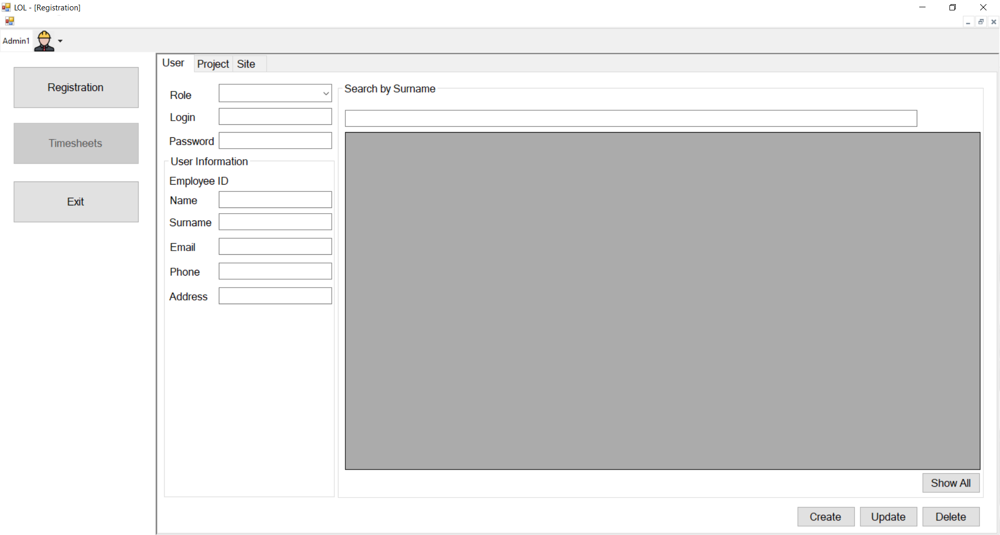 LOL - [Registration]
Admin1
Registration
Timesheets
Exit
User
Project
Site
Role
Login
Password
User Information
Employee ID
Name
Surname
Email
Phone
Address
Search by Surname
Show All
Create
Update
Delete